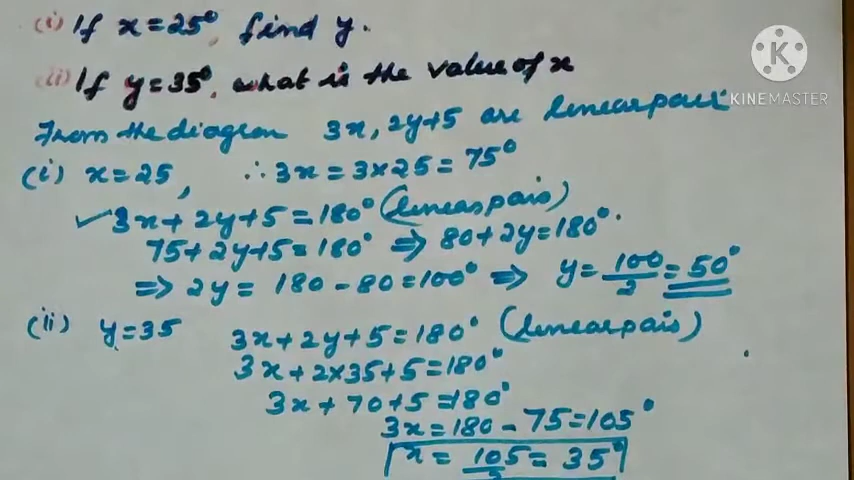 (i) If x=25°, find y.
(ii) If y=35°, what is the value of x
KINEMASTER
From the diagram 3x, 2y+5 are linear pair
(i) x=25, ∴3x=3×25=75°
✓3x+2y+5=180° (linear pair)
75+2y+5=180° ⇒ 80+2y=180°.
⇒ 2y= 180-80=100° ⇒ y= 100/2 = 50°
(ii) y=35 3x+2y+5=180° (linear pair)
3x+2×35+5=180°
3x+70+5=180°
3x=180-75=105°
x= 105/3 = 35°